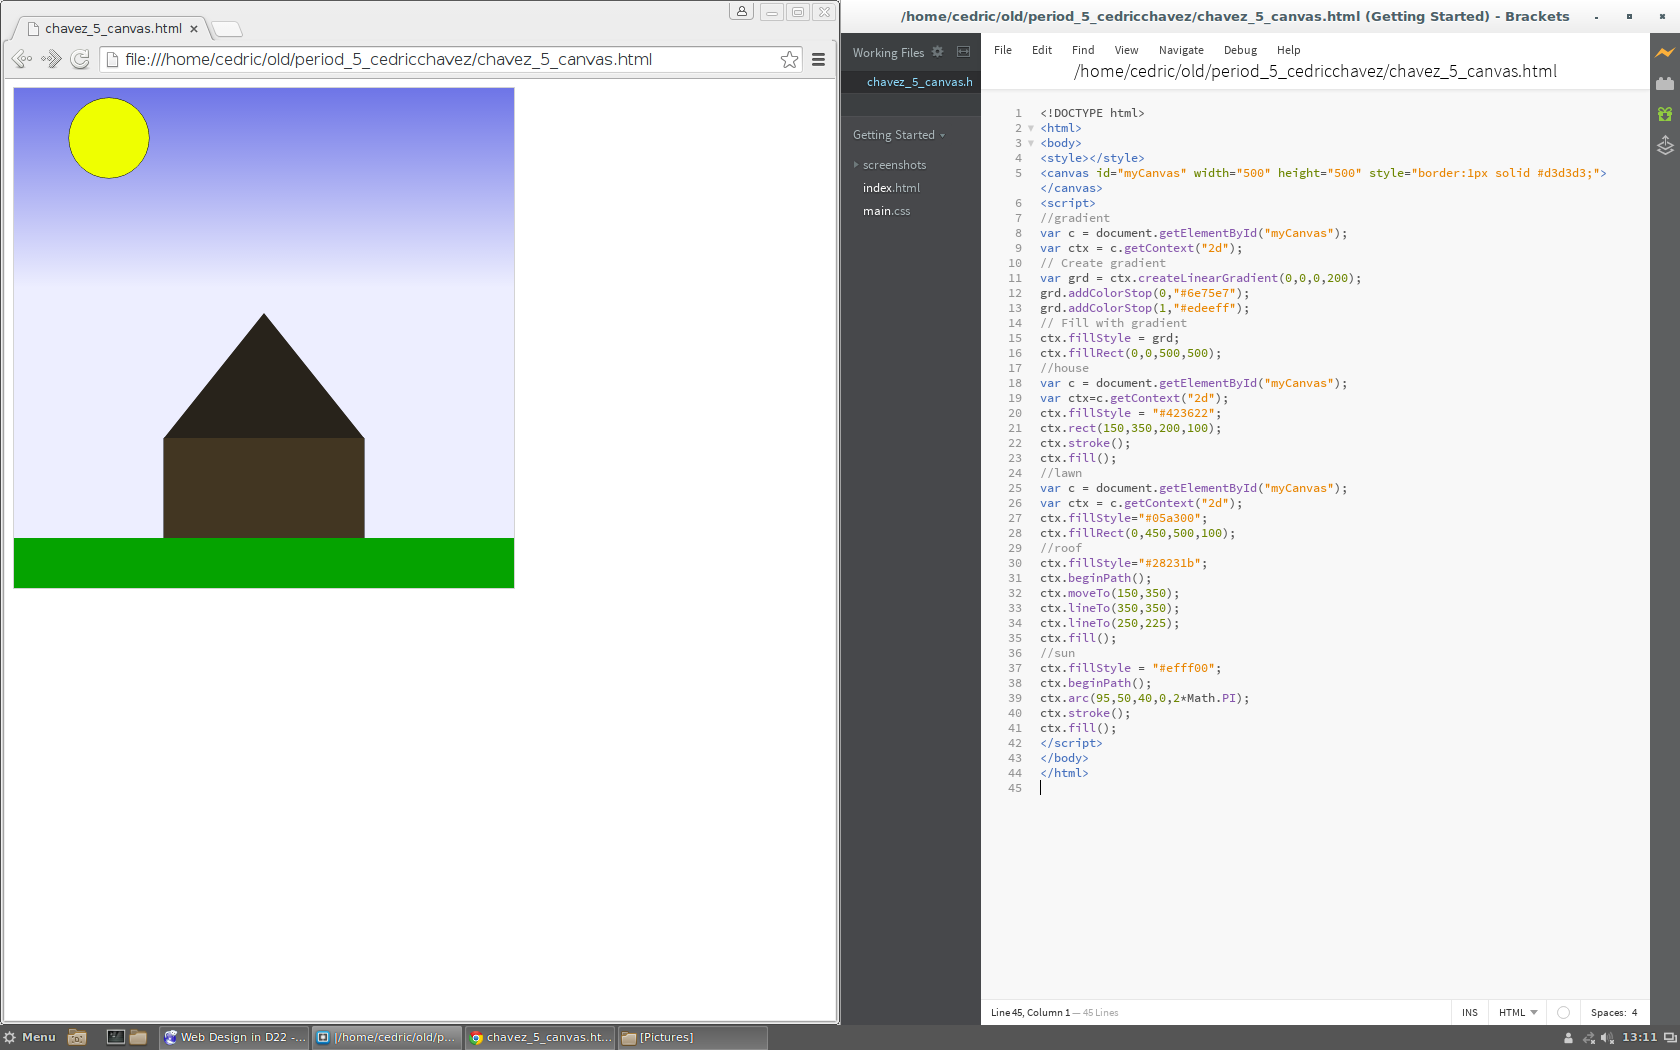 chavez_5_canvas.html
file:///home/cedric/old/period_5_cedricchavez/chavez_5_canvas.html
/home/cedric/old/period_5_cedricchavez/chavez_5_canvas.html (Getting Started) - Brackets
Working Files
chavez_5_canvas.h
Getting Started
screenshots
index.html
main.css
File Edit Find View Navigate Debug Help
/home/cedric/old/period_5_cedricchavez/chavez_5_canvas.html
1 <!DOCTYPE html>
2 <html>
3 <body>
4 <style></style>
5 <canvas id="myCanvas" width="500" height="500" style="border:1px solid #d3d3d3;">
</canvas>
6 <script>
7 //gradient
8 var c = document.getElementById("myCanvas");
9 var ctx = c.getContext("2d");
10 // Create gradient
11 var grd = ctx.createLinearGradient(0,0,0,200);
12 grd.addColorStop(0,"#6e75e7");
13 grd.addColorStop(1,"#edeeff");
14 // Fill with gradient
15 ctx.fillStyle = grd;
16 ctx.fillRect(0,0,500,500);
17 //house
18 var c = document.getElementById("myCanvas");
19 var ctx=c.getContext("2d");
20 ctx.fillStyle = "#423622";
21 ctx.rect(150,350,200,100);
22 ctx.stroke();
23 ctx.fill();
24 //lawn
25 var c = document.getElementById("myCanvas");
26 var ctx = c.getContext("2d");
27 ctx.fillStyle="#05a300";
28 ctx.fillRect(0,450,500,100);
29 //roof
30 ctx.fillStyle="#28231b";
31 ctx.beginPath();
32 ctx.moveTo(150,350);
33 ctx.lineTo(350,350);
34 ctx.lineTo(250,225);
35 ctx.fill();
36 //sun
37 ctx.fillStyle = "#efff00";
38 ctx.beginPath();
39 ctx.arc(95,50,40,0,2*Math.PI);
40 ctx.stroke();
41 ctx.fill();
42 </script>
43 </body>
44 </html>
45
Line 45, Column 1 — 45 Lines
INS HTML Spaces: 4
Menu
Web Design in D22 -...
[/home/cedric/old/p...
chavez_5_canvas.ht...
[Pictures]
13:11